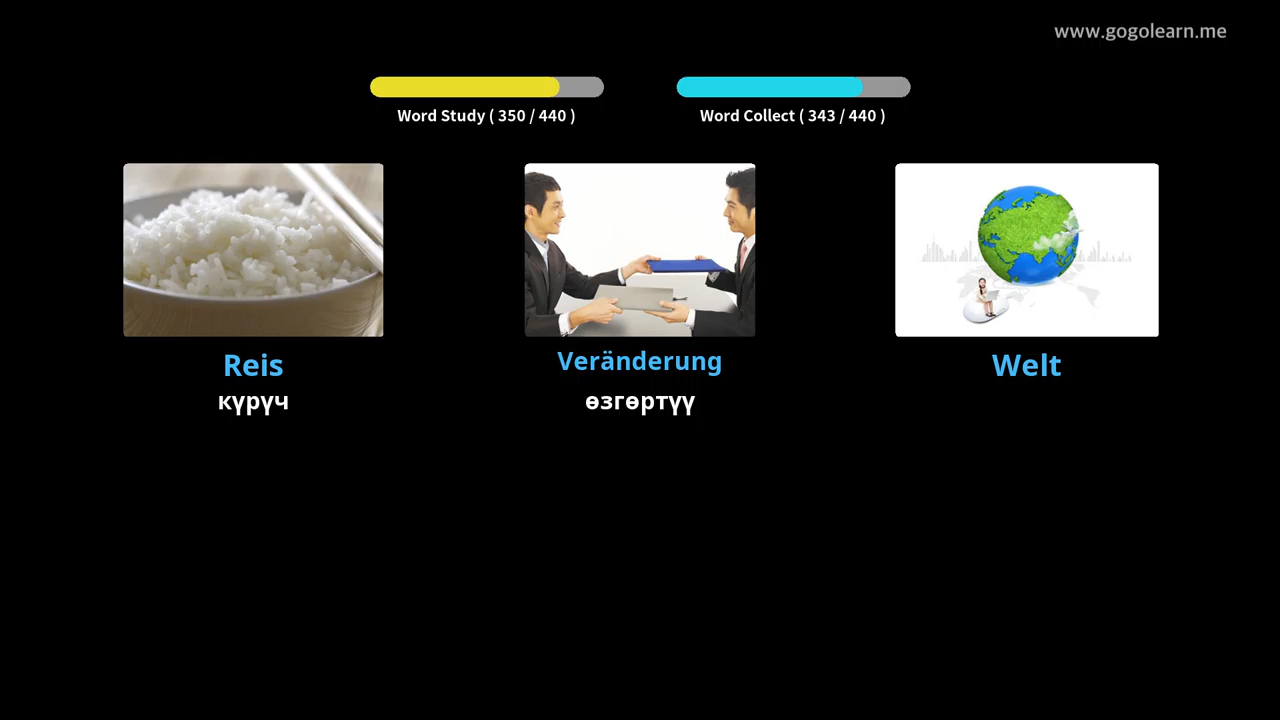 www.gogolearn.me
Word Study ( 350 / 440 )
Word Collect ( 343 / 440 )
Reis
күрүч
Veränderung
өзгөртүү
Welt